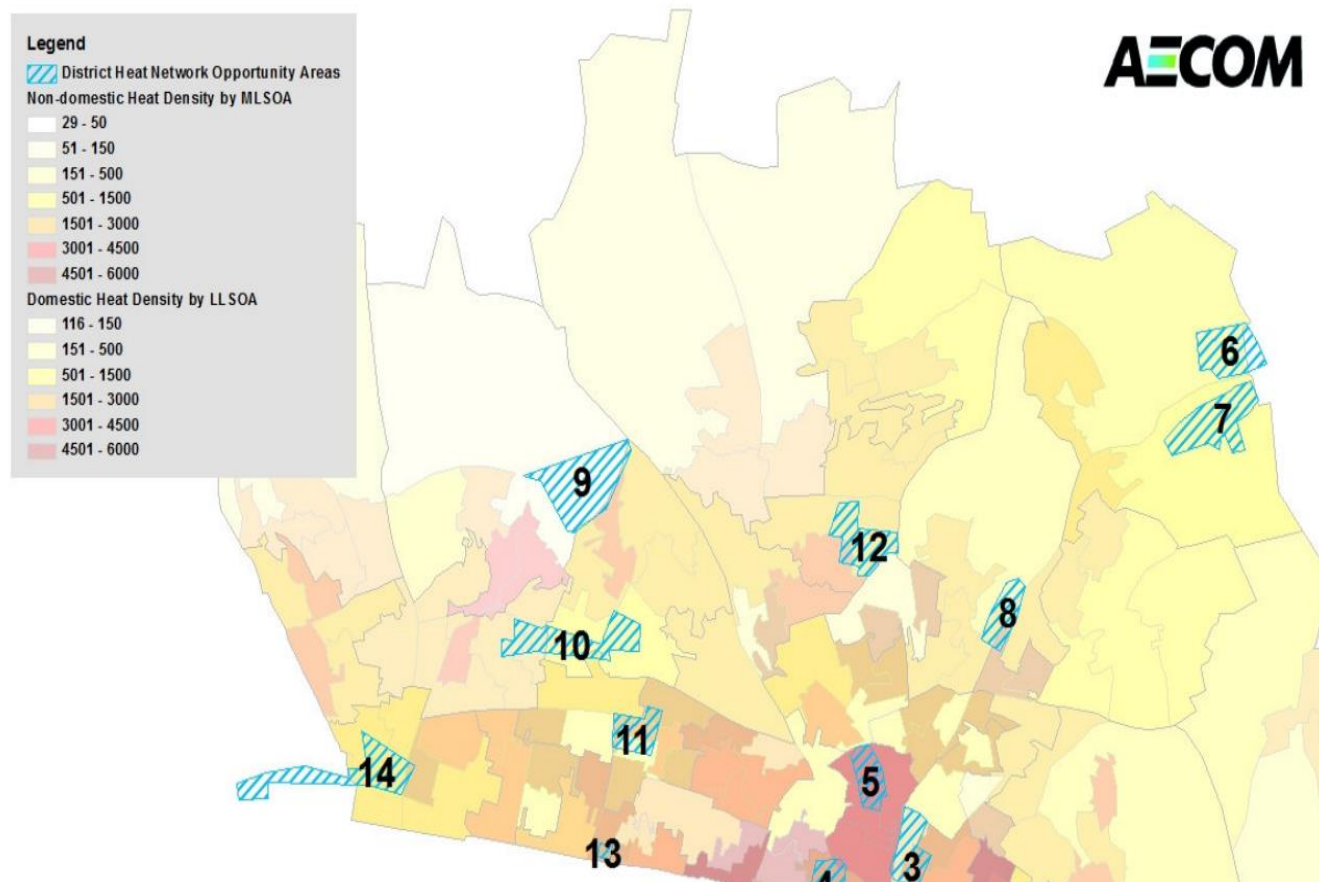 Legend
District Heat Network Opportunity Areas
Non-domestic Heat Density by MLSOA
29 - 50
51 - 150
151 - 500
501 - 1500
1501 - 3000
3001 - 4500
4501 - 6000
Domestic Heat Density by LLSOA
116 - 150
151 - 500
501 - 1500
1501 - 3000
3001 - 4500
4501 - 6000
AECOM
6
7
9
12
8
10
11
14
5
13
3
4